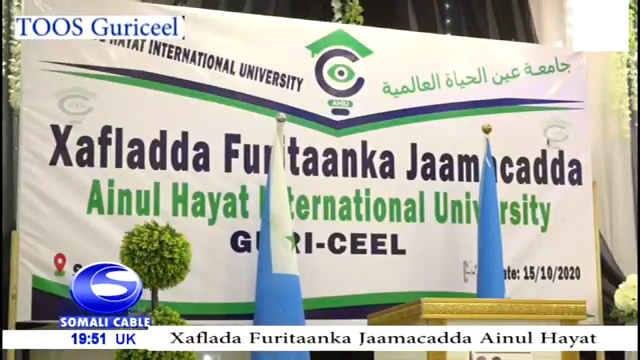 TOOS Guriceel
HAYAT INTERNATIONAL UNIVERSITY
جامعة عين الحياة العالمية
AHIU
Xafladda Furitaanka Jaamacadda
Ainul Hayat International University
GURI-CEEL
Date: 15/10/2020
SOMALI CABLE
19:51 UK
Xaflada Furitaanka Jaamacadda Ainul Hayat